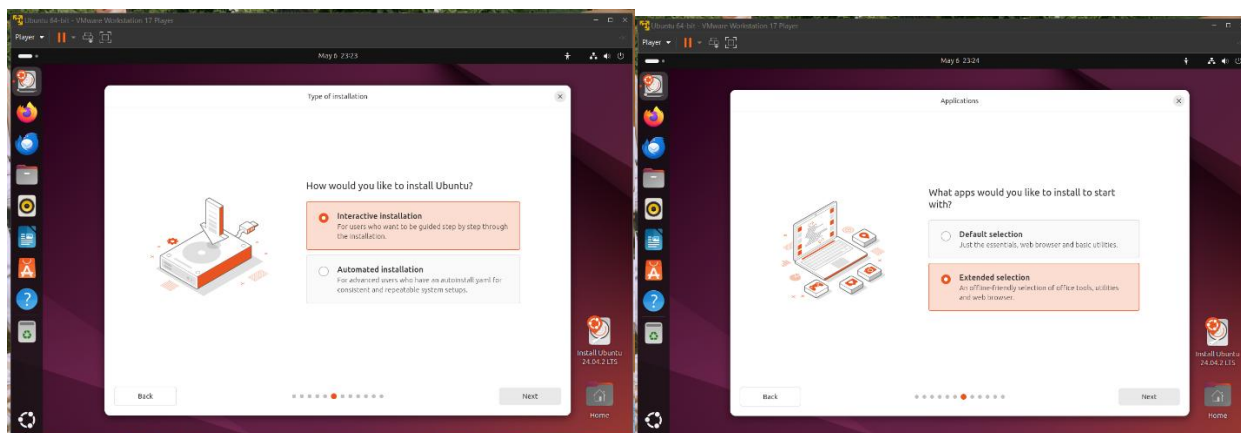 Ubuntu 64-bit - VMware Workstation 17 Player
Player
May 6 23:23
Type of installation
How would you like to install Ubuntu?
Interactive installation
For users who want to be guided step by step through
the installation.
Automated installation
For advanced users who have an autoinstall.yaml for
consistent and repeatable system setups.
Install Ubuntu
24.04.2 LTS
Back
Next
Home
Ubuntu 64-bit - VMware Workstation 17 Player
Player
May 6 23:24
Applications
What apps would you like to install to start
with?
Default selection
Just the essentials, web browser and basic utilities.
Extended selection
An offline-friendly selection of office tools, utilities
and web browser.
Install Ubuntu
24.04.2 LTS
Back
Next
Home